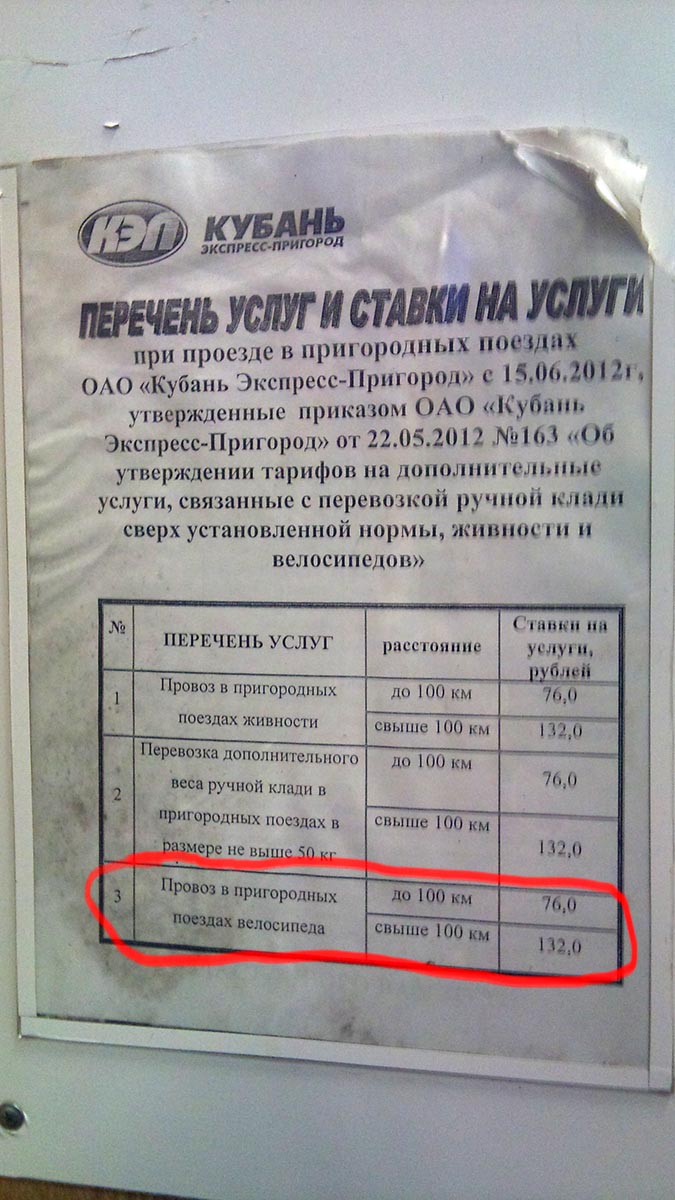 КЭП КУБАНЬ
ЭКСПРЕСС-ПРИГОРОД
ПЕРЕЧЕНЬ УСЛУГ И СТАВКИ НА УСЛУГИ
при проезде в пригородных поездах
ОАО «Кубань Экспресс-Пригород» с 15.06.2012г,
утвержденные приказом ОАО «Кубань
Экспресс-Пригород» от 22.05.2012 №163 «Об
утверждении тарифов на дополнительные
услуги, связанные с перевозкой ручной клади
сверх установленной нормы, живности и
велосипедов»
№ ПЕРЕЧЕНЬ УСЛУГ расстояние Ставки на
услуги,
рублей
1 Провоз в пригородных до 100 км 76,0
поездах живности свыше 100 км 132,0
2 Перевозка дополнительного до 100 км
веса ручной клади в 76,0
пригородных поездах в свыше 100 км
размере не выше 50 кг 132,0
3 Провоз в пригородных до 100 км 76,0
поездах велосипеда свыше 100 км 132,0